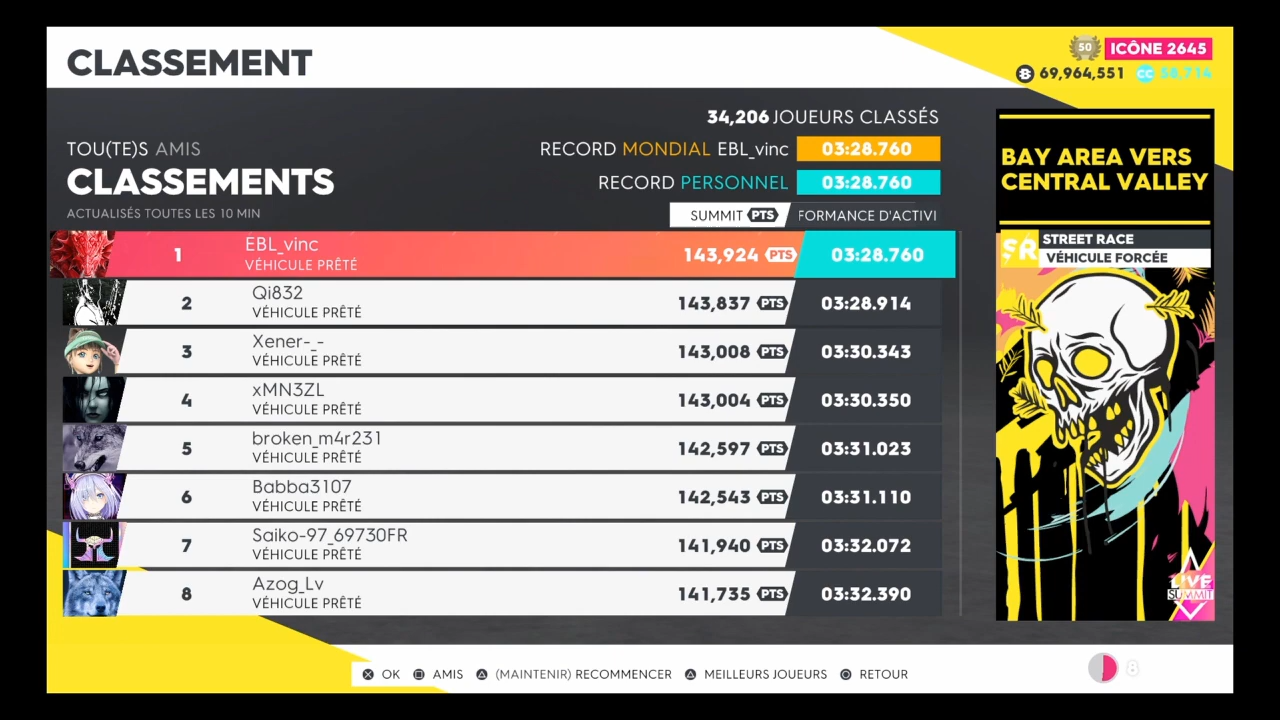 CLASSEMENT
50 ICÔNE 2645
69,964,551 CC 58,714
34,206 JOUEURS CLASSÉS
TOU(TE)S AMIS
RECORD MONDIAL EBL_vinc 03:28.760
CLASSEMENTS
RECORD PERSONNEL 03:28.760
ACTUALISÉS TOUTES LES 10 MIN
SUMMIT PTS FORMANCE D'ACTIVI
1 EBL_vinc 143,924 PTS 03:28.760
VÉHICULE PRÊTÉ
2 Qi832 143,837 PTS 03:28.914
VÉHICULE PRÊTÉ
3 Xener-_- 143,008 PTS 03:30.343
VÉHICULE PRÊTÉ
4 xMN3ZL 143,004 PTS 03:30.350
VÉHICULE PRÊTÉ
5 broken_m4r231 142,597 PTS 03:31.023
VÉHICULE PRÊTÉ
6 Babba3107 142,543 PTS 03:31.110
VÉHICULE PRÊTÉ
7 Saiko-97_69730FR 141,940 PTS 03:32.072
VÉHICULE PRÊTÉ
8 Azog_Lv 141,735 PTS 03:32.390
VÉHICULE PRÊTÉ
BAY AREA VERS
CENTRAL VALLEY
SR STREET RACE
VÉHICULE FORCÉE
LIVE
SUMMIT
OK AMIS (MAINTENIR) RECOMMENCER MEILLEURS JOUEURS RETOUR
8